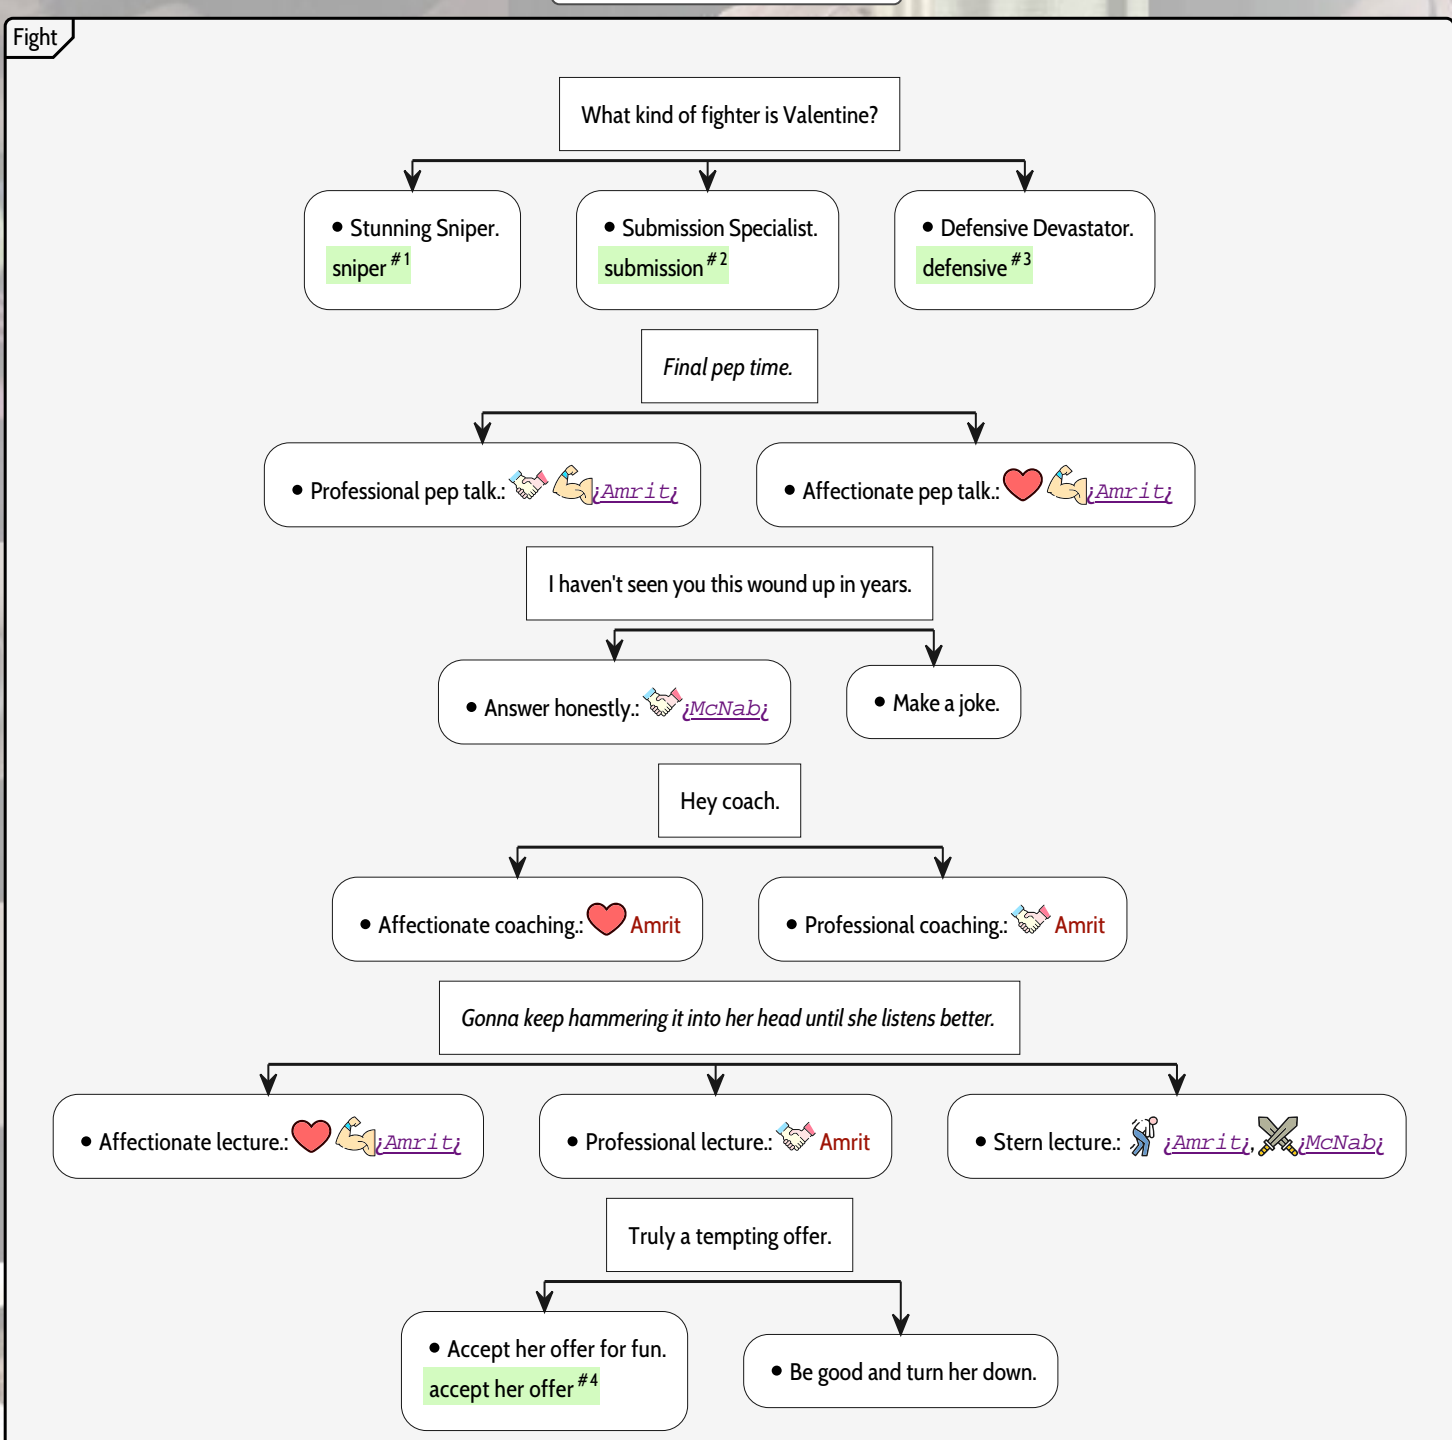 Fight
What kind of fighter is Valentine?
• Stunning Sniper.
sniper #1
• Submission Specialist.
submission #2
• Defensive Devastator.
defensive #3
Final pep time.
• Professional pep talk.: ¿Amrit¿
• Affectionate pep talk.: ¿Amrit¿
I haven't seen you this wound up in years.
• Answer honestly.: ¿McNab¿
• Make a joke.
Hey coach.
• Affectionate coaching.: Amrit
• Professional coaching.: Amrit
Gonna keep hammering it into her head until she listens better.
• Affectionate lecture.: ¿Amrit¿
• Professional lecture.: Amrit
• Stern lecture.: ¿Amrit¿, ¿McNab¿
Truly a tempting offer.
• Accept her offer for fun.
accept her offer #4
• Be good and turn her down.